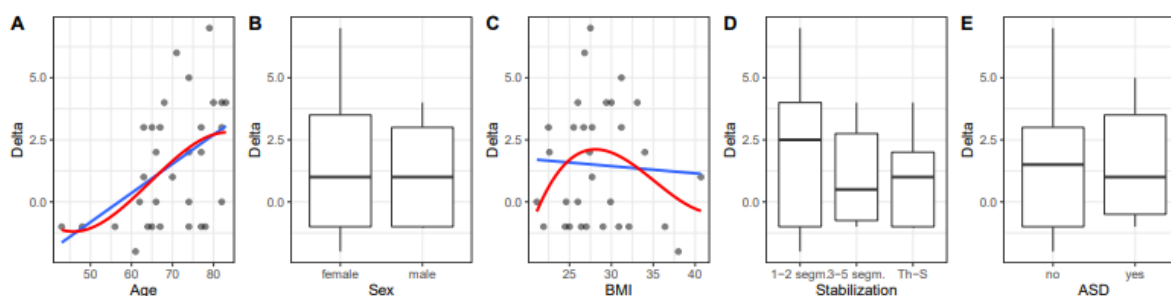 A
B
C
D
E
Delta
5.0
2.5
0.0
50
60
70
80
Age
Delta
5.0
2.5
0.0
female
male
Sex
Delta
5.0
2.5
0.0
25
30
35
40
BMI
Delta
5.0
2.5
0.0
1−2 segm.
3−5 segm.
Th−S
Stabilization
Delta
5.0
2.5
0.0
no
yes
ASD